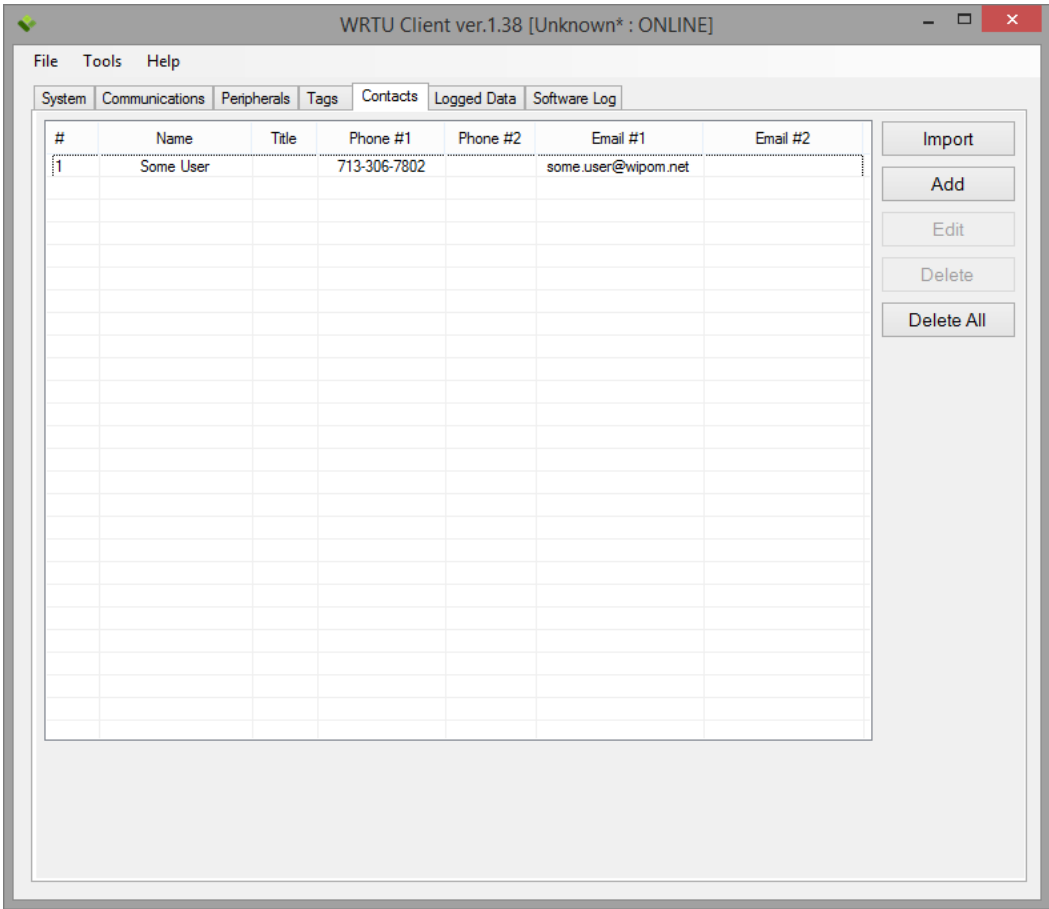 WRTU Client ver.1.38 [Unknown* : ONLINE]
File Tools Help
System Communications Peripherals Tags Contacts Logged Data Software Log
# Name Title Phone #1 Phone #2 Email #1 Email #2
1 Some User 713-306-7802 some.user@wipom.net
Import
Add
Edit
Delete
Delete All